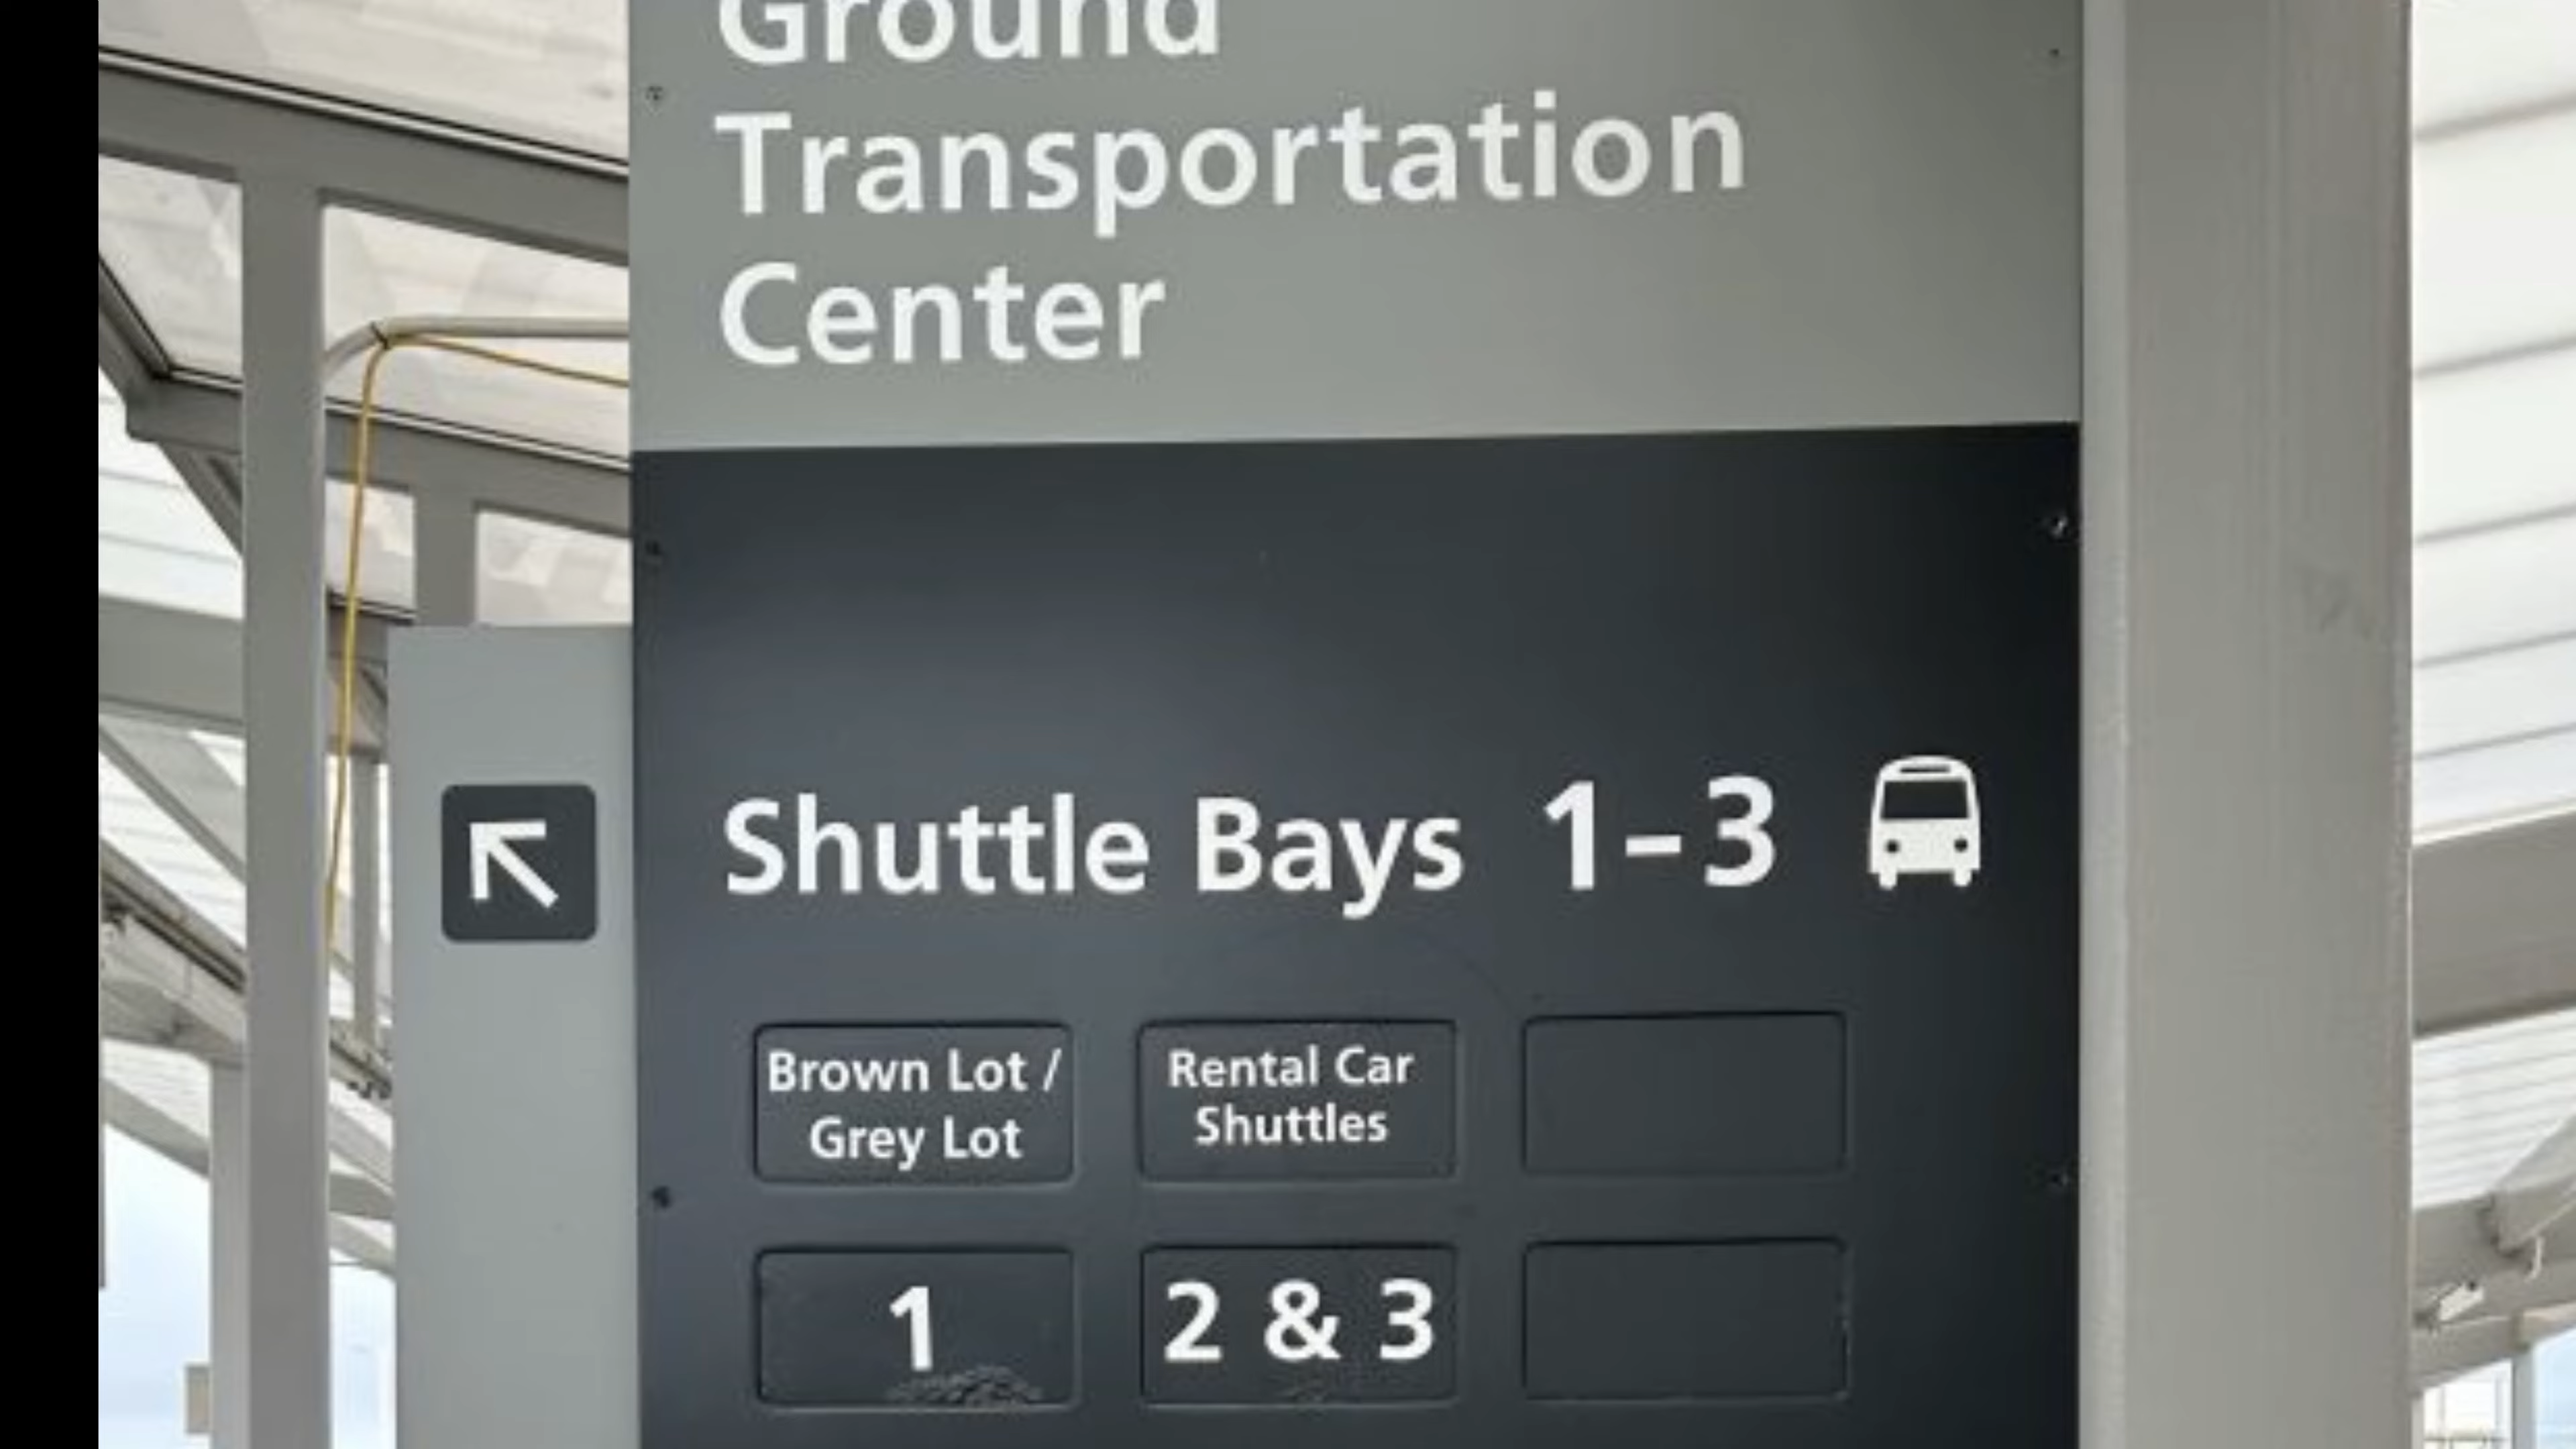 Ground
Transportation
Center
Shuttle Bays 1-3
Brown Lot /
Grey Lot
Rental Car
Shuttles
1
2 & 3